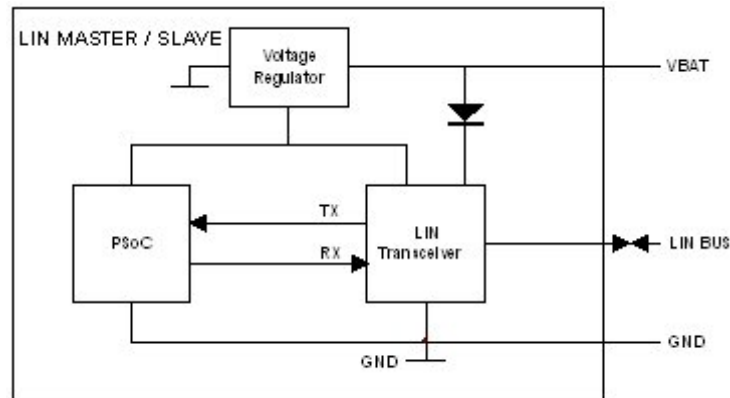 LIN MASTER / SLAVE
Voltage
Regulator
VBAT
TX
PSoC
LIN
Transceiver
RX
LIN BUS
GND
GND